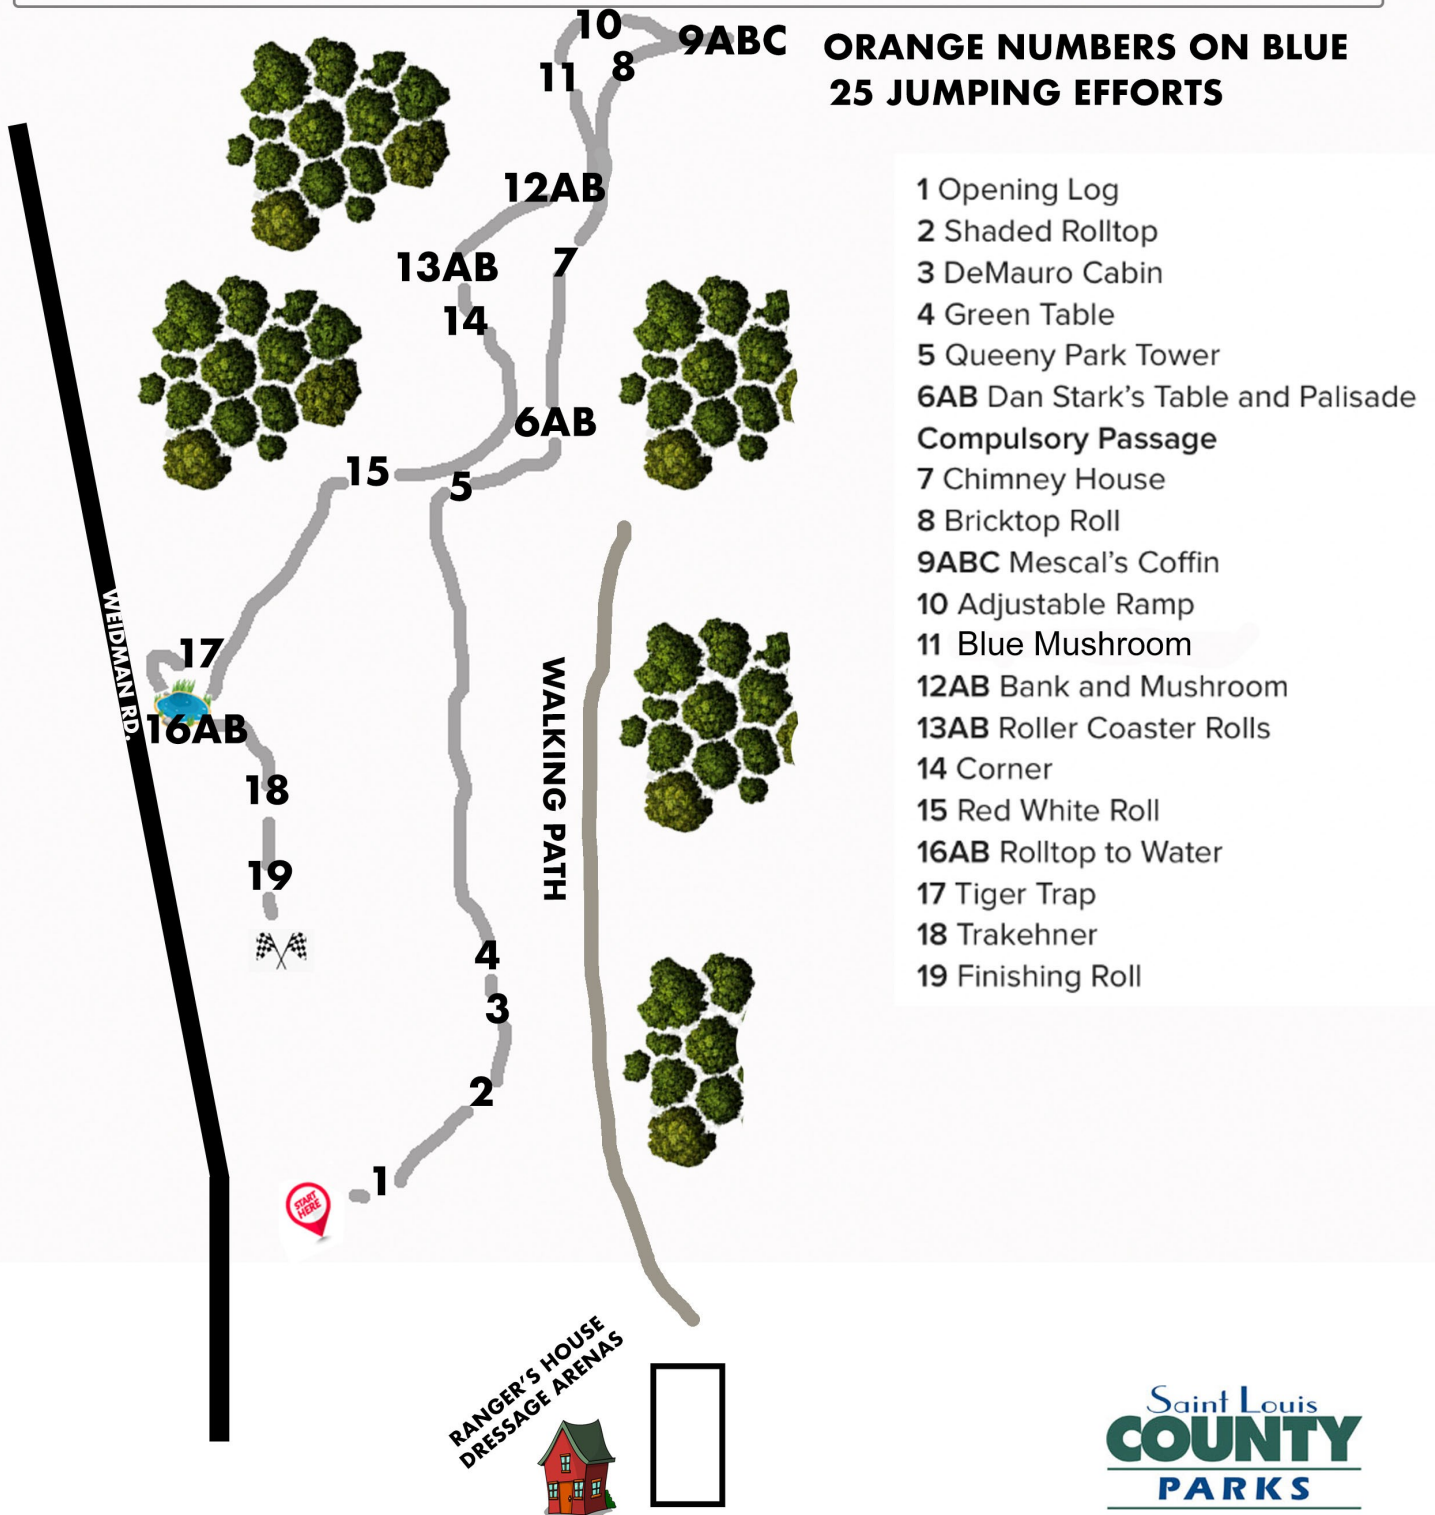 10
9ABC
ORANGE NUMBERS ON BLUE
11
8
25 JUMPING EFFORTS
12AB
13AB
7
14
6AB
15
5
17
16AB
18
19
4
3
2
1
WEIDMAN RD.
WALKING PATH
START
HERE
1 Opening Log
2 Shaded Rolltop
3 DeMauro Cabin
4 Green Table
5 Queeny Park Tower
6AB Dan Stark's Table and Palisade
Compulsory Passage
7 Chimney House
8 Bricktop Roll
9ABC Mescal's Coffin
10 Adjustable Ramp
11 Blue Mushroom
12AB Bank and Mushroom
13AB Roller Coaster Rolls
14 Corner
15 Red White Roll
16AB Rolltop to Water
17 Tiger Trap
18 Trakehner
19 Finishing Roll
RANGER'S HOUSE
DRESSAGE ARENAS
Saint Louis
COUNTY
PARKS